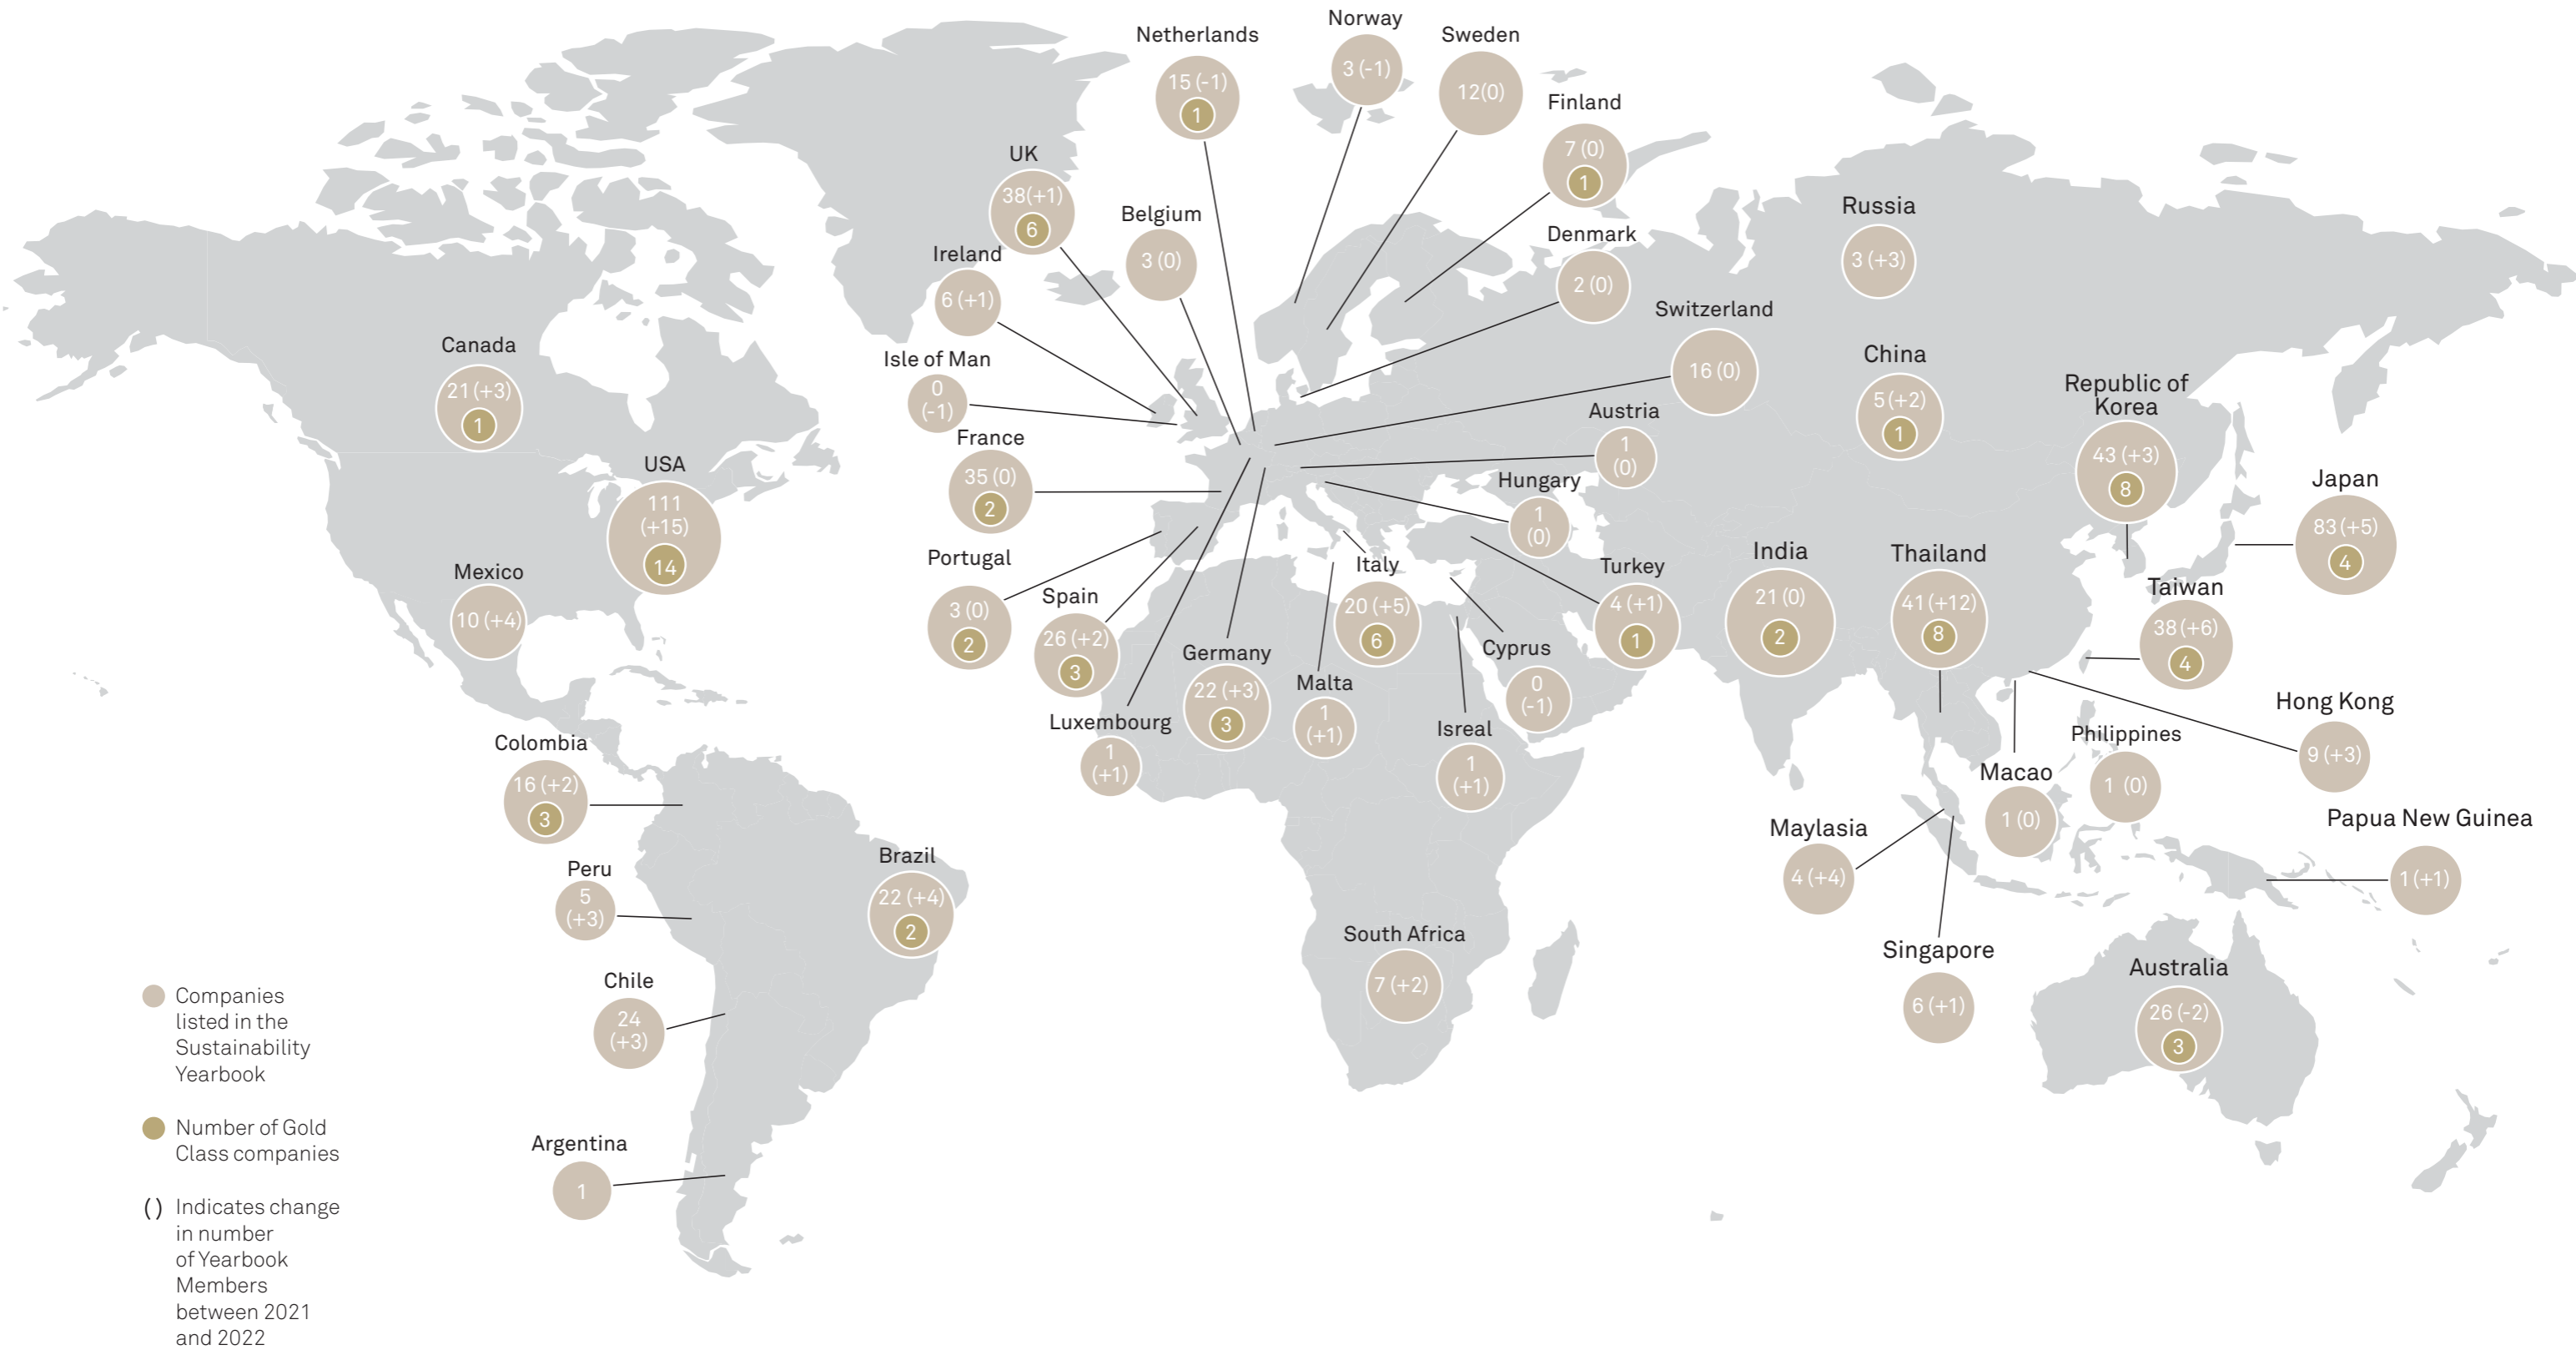 Netherlands
15 (-1)
1
Norway
3 (-1)
Sweden
12(0)
Finland
7 (0)
1
UK
38(+1)
6
Belgium
3 (0)
Ireland
6 (+1)
Isle of Man
0
(-1)
Denmark
2 (0)
Switzerland
16 (0)
Russia
3 (+3)
China
5 (+2)
1
Republic of
Korea
43 (+3)
8
Japan
83 (+5)
4
Canada
21 (+3)
1
USA
111
(+15)
14
Mexico
10 (+4)
France
35 (0)
2
Austria
1
(0)
Hungary
1
(0)
Portugal
3 (0)
2
Spain
26 (+2)
3
Luxembourg
1
(+1)
Germany
22 (+3)
3
Malta
1
(+1)
Italy
20 (+5)
6
Cyprus
0
(-1)
Isreal
1
(+1)
Turkey
4 (+1)
1
India
21 (0)
2
Thailand
41 (+12)
8
Taiwan
38 (+6)
4
Hong Kong
9 (+3)
Philippines
1 (0)
Macao
1 (0)
Maylasia
4 (+4)
Singapore
6 (+1)
Papua New Guinea
1 (+1)
Australia
26 (-2)
3
South Africa
7 (+2)
Colombia
16 (+2)
3
Peru
5
(+3)
Brazil
22 (+4)
2
Chile
24
(+3)
Argentina
1
Companies
listed in the
Sustainability
Yearbook
Number of Gold
Class companies
( ) Indicates change
in number
of Yearbook
Members
between 2021
and 2022